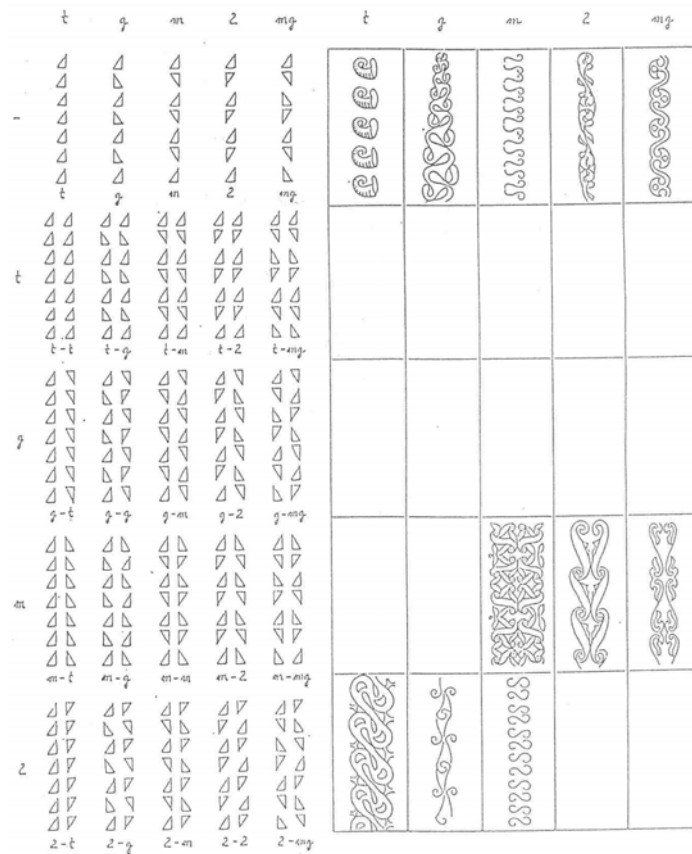 t g m 2 mg t g m 2 mg
-
t g m 2 mg
t
t-t t-g t-m t-2 t-mg
g
g-t g-g g-m g-2 g-mg
m
m-t m-g m-m m-2 m-mg
2
2-t 2-g 2-m 2-2 2-mg